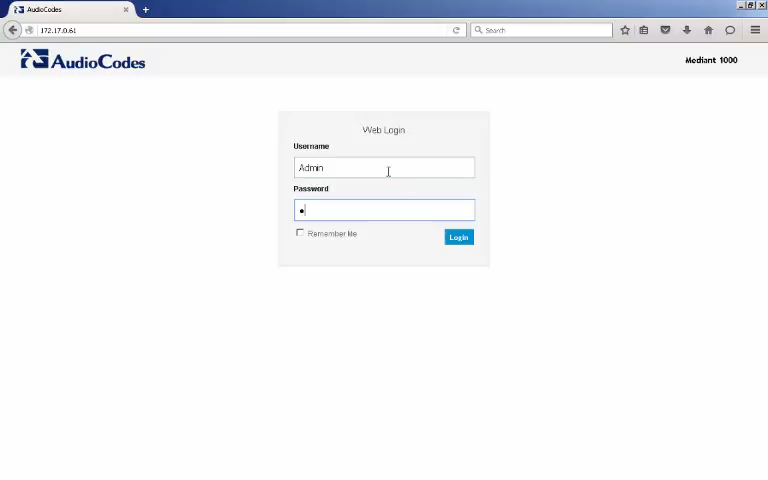 AudioCodes
172.17.0.61
Search
AudioCodes
Mediant 1000
Web Login
Username
Admin
Password
Remember Me
Login